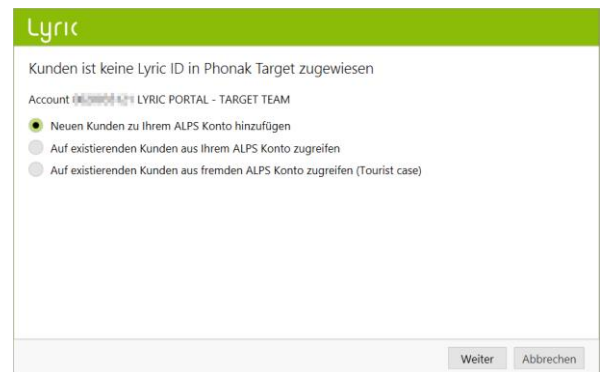 Lyric
Kunden ist keine Lyric ID in Phonak Target zugewiesen
Account LYRIC PORTAL - TARGET TEAM
Neuen Kunden zu Ihrem ALPS Konto hinzufügen
Auf existierenden Kunden aus Ihrem ALPS Konto zugreifen
Auf existierenden Kunden aus fremden ALPS Konto zugreifen (Tourist case)
Weiter Abbrechen